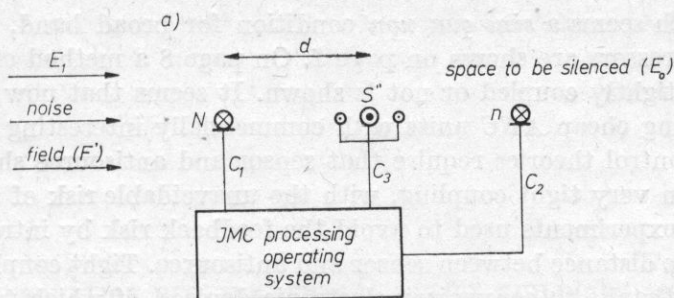 a)
d
E₁
noise
field (E')
N
S"
n
space to be silenced (E₀)
C₁
C₃
C₂
JMC processing
operating
system